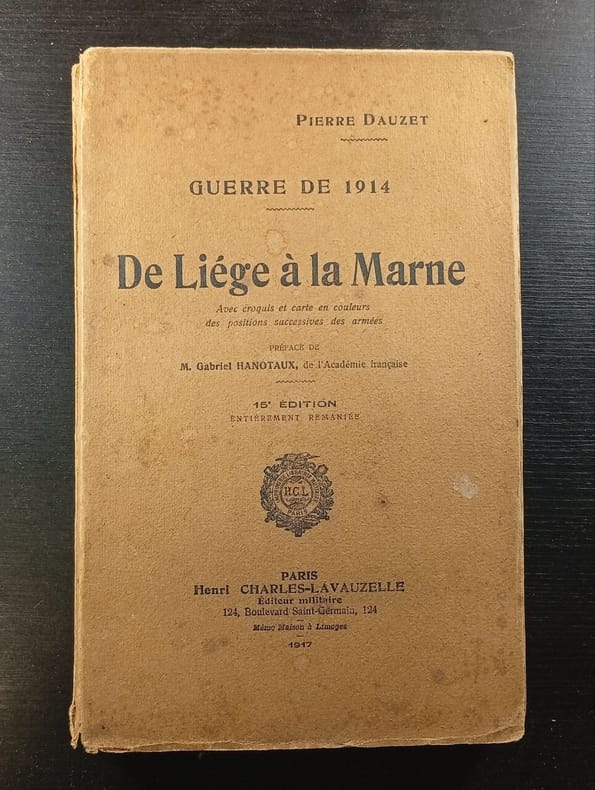 PIERRE DAUZET
GUERRE DE 1914
De Liége à la Marne
Avec croquis et carte en couleurs
des positions successives des armées
PRÉFACE DE
M. Gabriel HANOTAUX, de l'Académie française
15e ÉDITION
ENTIÈREMENT REMANIÉE
H.C.L
PARIS
PARIS
Henri CHARLES-LAVAUZELLE
Éditeur militaire
124, Boulevard Saint-Germain, 124
Même Maison à Limoges
1917